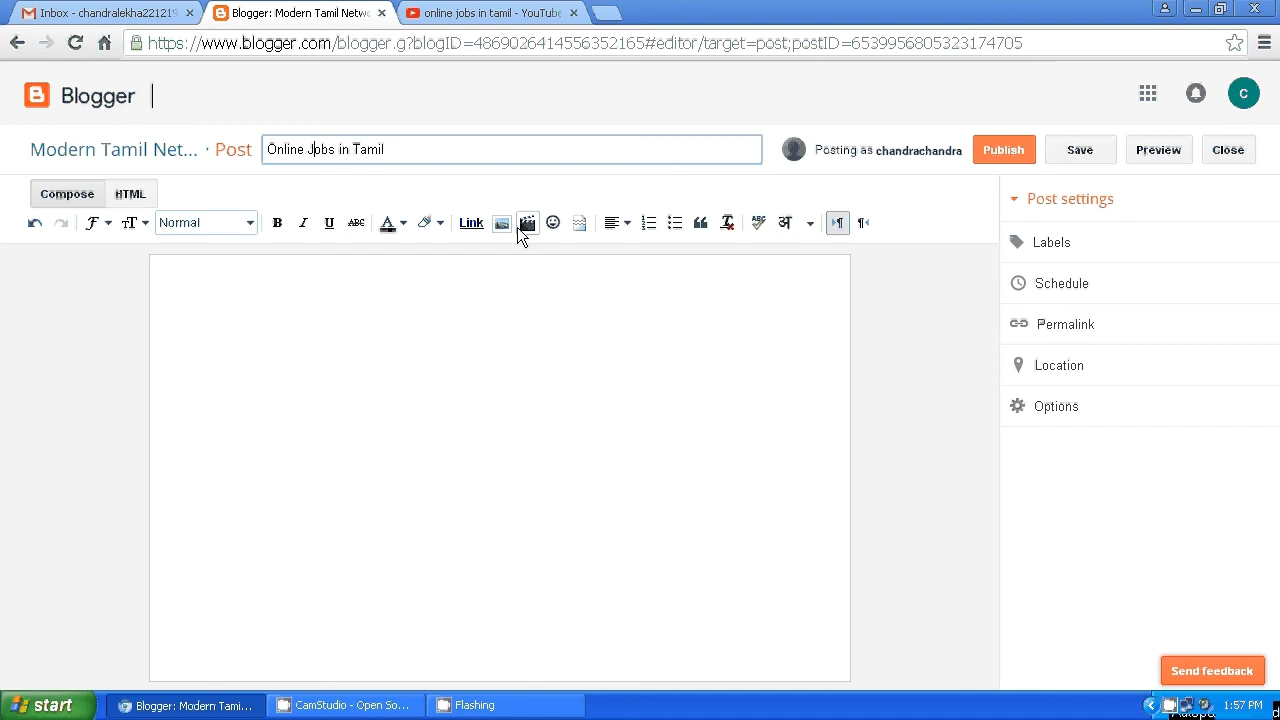 Inbox - chandralekha221219
Blogger: Modern Tamil Netw
online jobs in tamil - YouTube
https://www.blogger.com/blogger.g?blogID=4869026414556352165#editor/target=post;postID=6539956805323174705
Blogger
Modern Tamil Net... · Post
Online Jobs in Tamil
Posting as chandrachandra
Publish
Save
Preview
Close
Compose
HTML
Normal
B I U ABC A Link ABC अ
Post settings
Labels
Schedule
Permalink
Location
Options
Send feedback
start
Blogger: Modern Tami...
CamStudio - Open So...
Flashing
1:57 PM